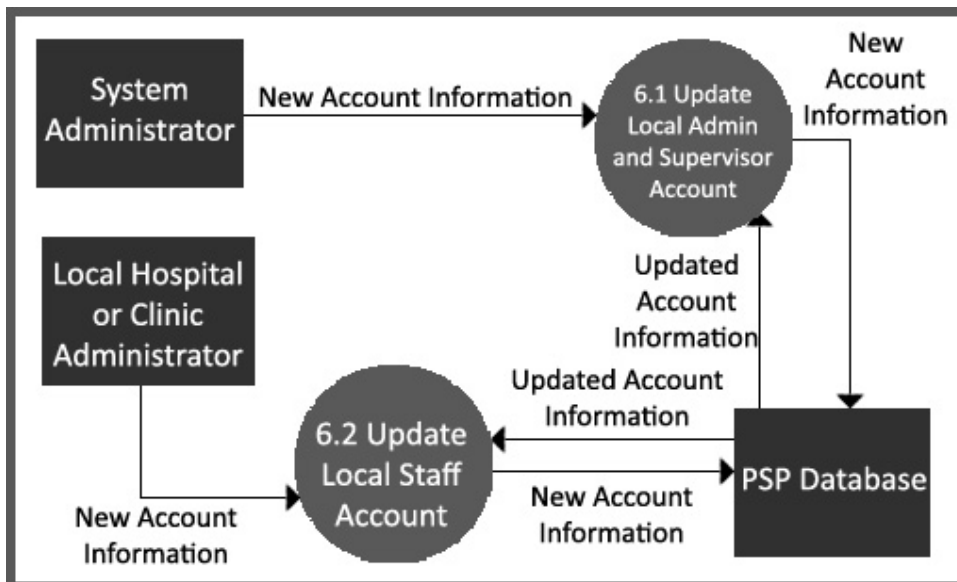 System
Administrator
New Account Information
6.1 Update
Local Admin
and Supervisor
Account
New
Account
Information
Local Hospital
or Clinic
Administrator
Updated
Account
Information
Updated Account
Information
6.2 Update
Local Staff
Account
PSP Database
New Account
Information
New Account
Information